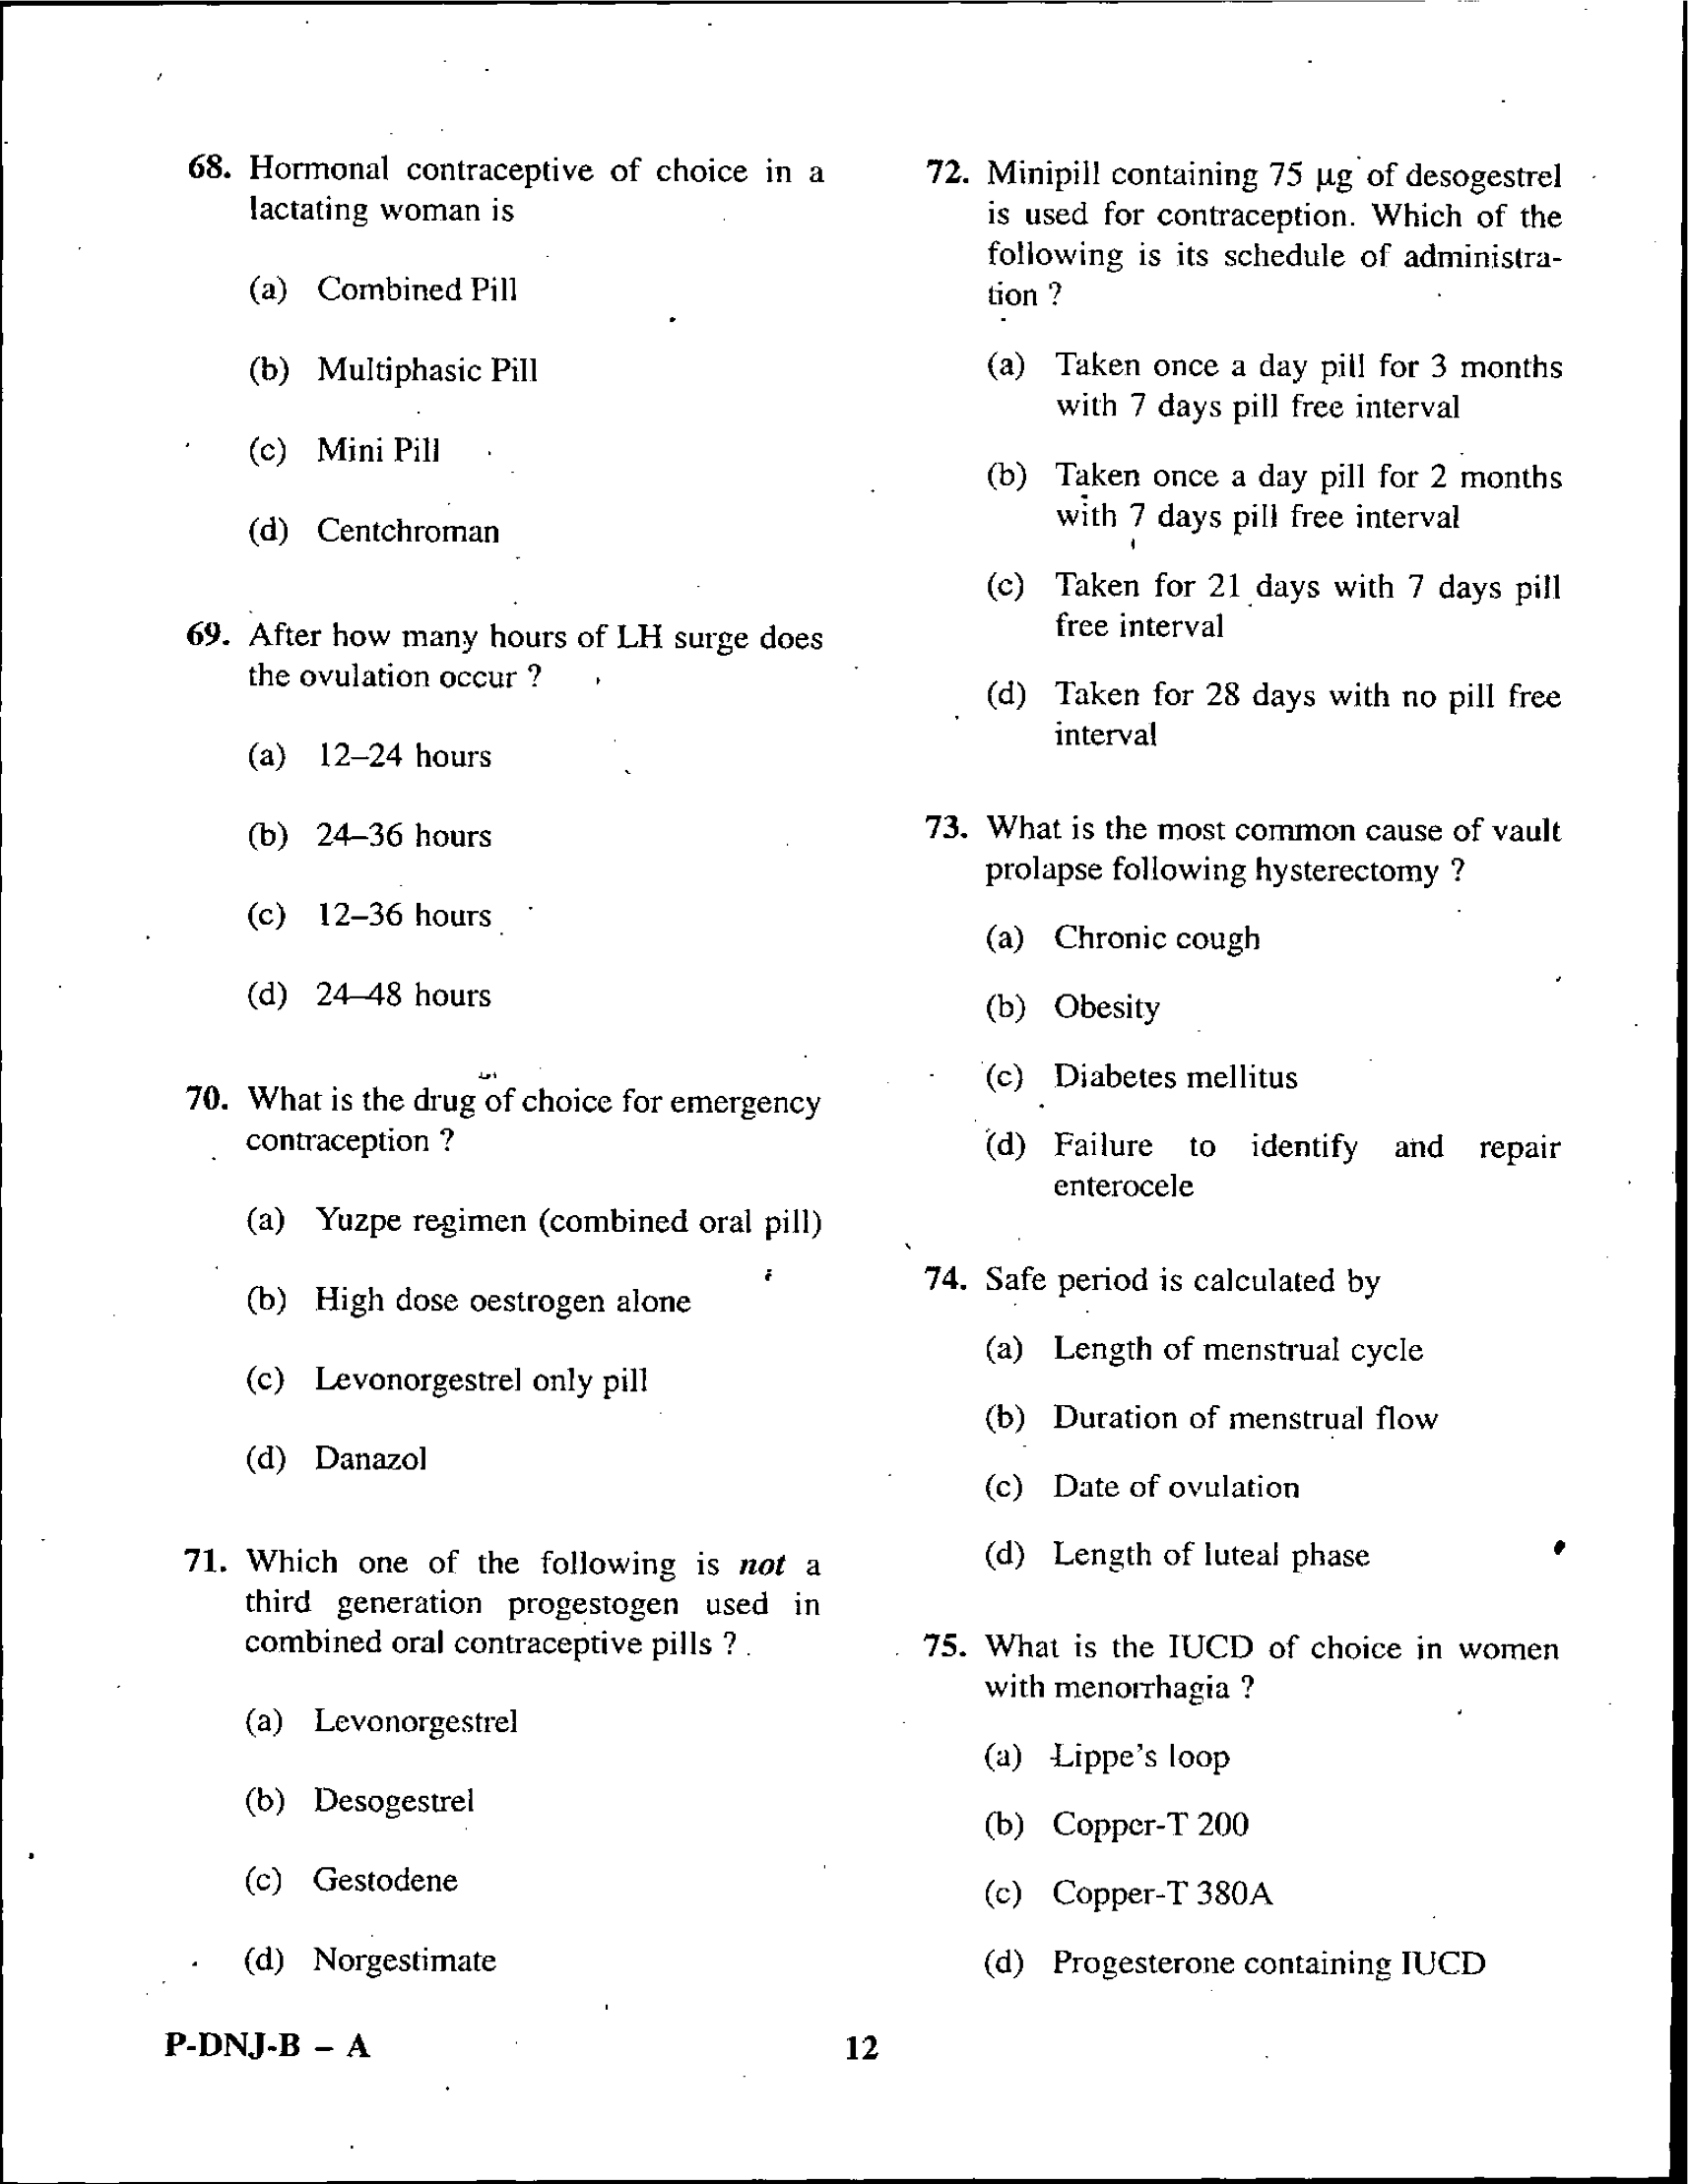 68. Hormonal contraceptive of choice in a
lactating woman is
(a) Combined Pill
(b) Multiphasic Pill
(c) Mini Pill
(d) Centchroman
69. After how many hours of LH surge does
the ovulation occur ?
(a) 12–24 hours
(b) 24–36 hours
(c) 12–36 hours
(d) 24–48 hours
70. What is the drug of choice for emergency
contraception ?
(a) Yuzpe regimen (combined oral pill)
(b) High dose oestrogen alone
(c) Levonorgestrel only pill
(d) Danazol
71. Which one of the following is not a
third generation progestogen used in
combined oral contraceptive pills ?
(a) Levonorgestrel
(b) Desogestrel
(c) Gestodene
(d) Norgestimate
72. Minipill containing 75 µg of desogestrel
is used for contraception. Which of the
following is its schedule of administra-
tion ?
(a) Taken once a day pill for 3 months
with 7 days pill free interval
(b) Taken once a day pill for 2 months
with 7 days pill free interval
(c) Taken for 21 days with 7 days pill
free interval
(d) Taken for 28 days with no pill free
interval
73. What is the most common cause of vault
prolapse following hysterectomy ?
(a) Chronic cough
(b) Obesity
(c) Diabetes mellitus
(d) Failure to identify and repair
enterocele
74. Safe period is calculated by
(a) Length of menstrual cycle
(b) Duration of menstrual flow
(c) Date of ovulation
(d) Length of luteal phase
75. What is the IUCD of choice in women
with menorrhagia ?
(a) Lippe's loop
(b) Copper-T 200
(c) Copper-T 380A
(d) Progesterone containing IUCD
P-DNJ-B – A
12